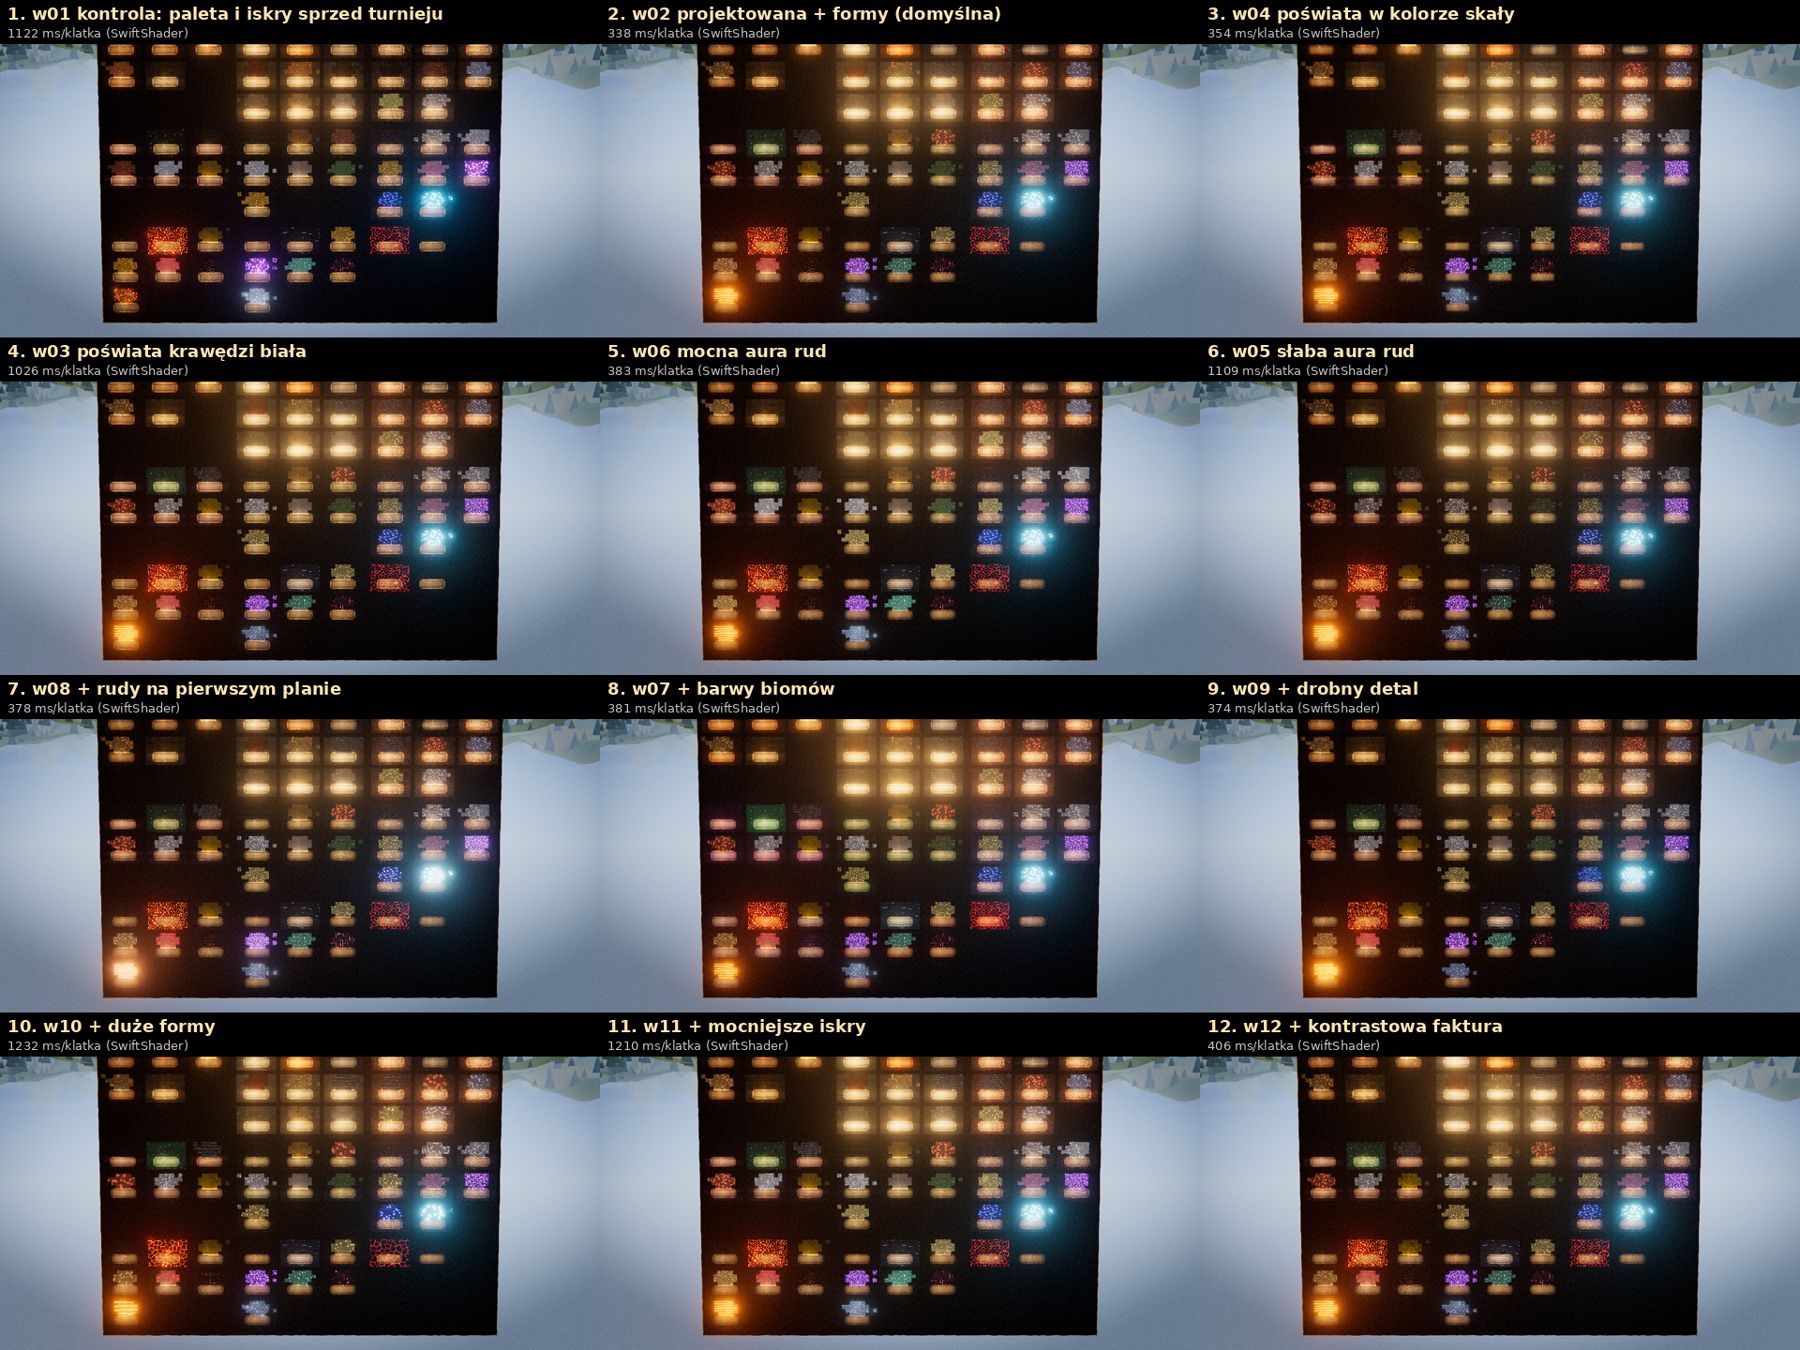 1. w01 kontrola: paleta i iskry sprzed turnieju
1122 ms/klatka (SwiftShader)
2. w02 projektowana + formy (domyślna)
338 ms/klatka (SwiftShader)
3. w04 poświata w kolorze skały
354 ms/klatka (SwiftShader)
4. w03 poświata krawędzi biała
1026 ms/klatka (SwiftShader)
5. w06 mocna aura rud
383 ms/klatka (SwiftShader)
6. w05 słaba aura rud
1109 ms/klatka (SwiftShader)
7. w08 + rudy na pierwszym planie
378 ms/klatka (SwiftShader)
8. w07 + barwy biomów
381 ms/klatka (SwiftShader)
9. w09 + drobny detal
374 ms/klatka (SwiftShader)
10. w10 + duże formy
1232 ms/klatka (SwiftShader)
11. w11 + mocniejsze iskry
1210 ms/klatka (SwiftShader)
12. w12 + kontrastowa faktura
406 ms/klatka (SwiftShader)